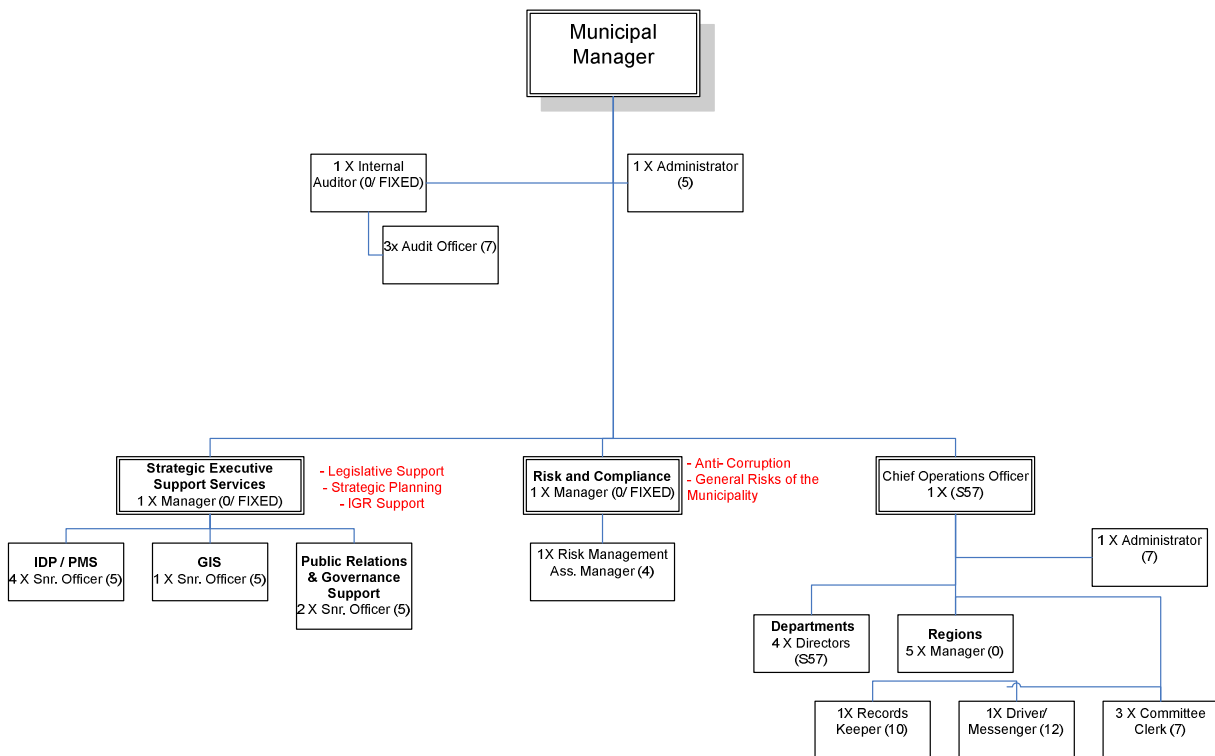 Municipal
Manager
1 X Internal
Auditor (0/ FIXED)
1 X Administrator
(5)
3x Audit Officer (7)
Strategic Executive
Support Services
1 X Manager (0/ FIXED)
- Legislative Support
- Strategic Planning
- IGR Support
Risk and Compliance
1 X Manager (0/ FIXED)
- Anti- Corruption
- General Risks of the
Municipality
Chief Operations Officer
1 X (S57)
IDP / PMS
4 X Snr. Officer (5)
GIS
1 X Snr. Officer (5)
Public Relations
& Governance
Support
2 X Snr. Officer (5)
1X Risk Management
Ass. Manager (4)
1 X Administrator
(7)
Departments
4 X Directors
(S57)
Regions
5 X Manager (0)
1X Records
Keeper (10)
1X Driver/
Messenger (12)
3 X Committee
Clerk (7)